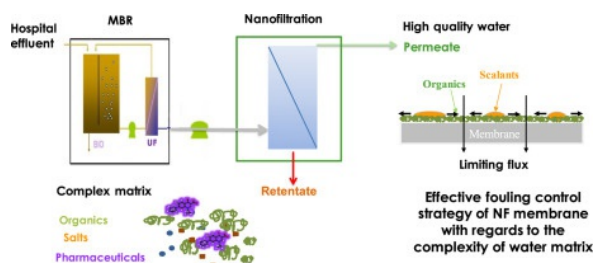 Hospital
effluent
MBR
UF
Nanofiltration
Retentate
High quality water
Permeate
Organics
Scalants
Membrane
Limiting flux
Complex matrix
Organics
Salts
Pharmaceuticals
Effective fouling control
strategy of NF membrane
with regards to the
complexity of water matrix